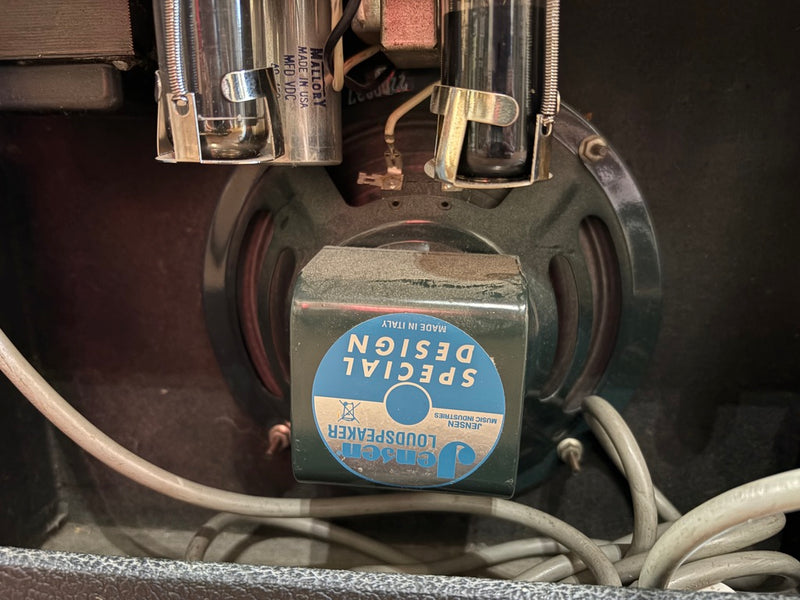 MALLORY
MADE IN USA
MFD VDC
Jensen
LOUDSPEAKER
JENSEN
MUSIC INDUSTRIES
SPECIAL
DESIGN
MADE IN ITALY